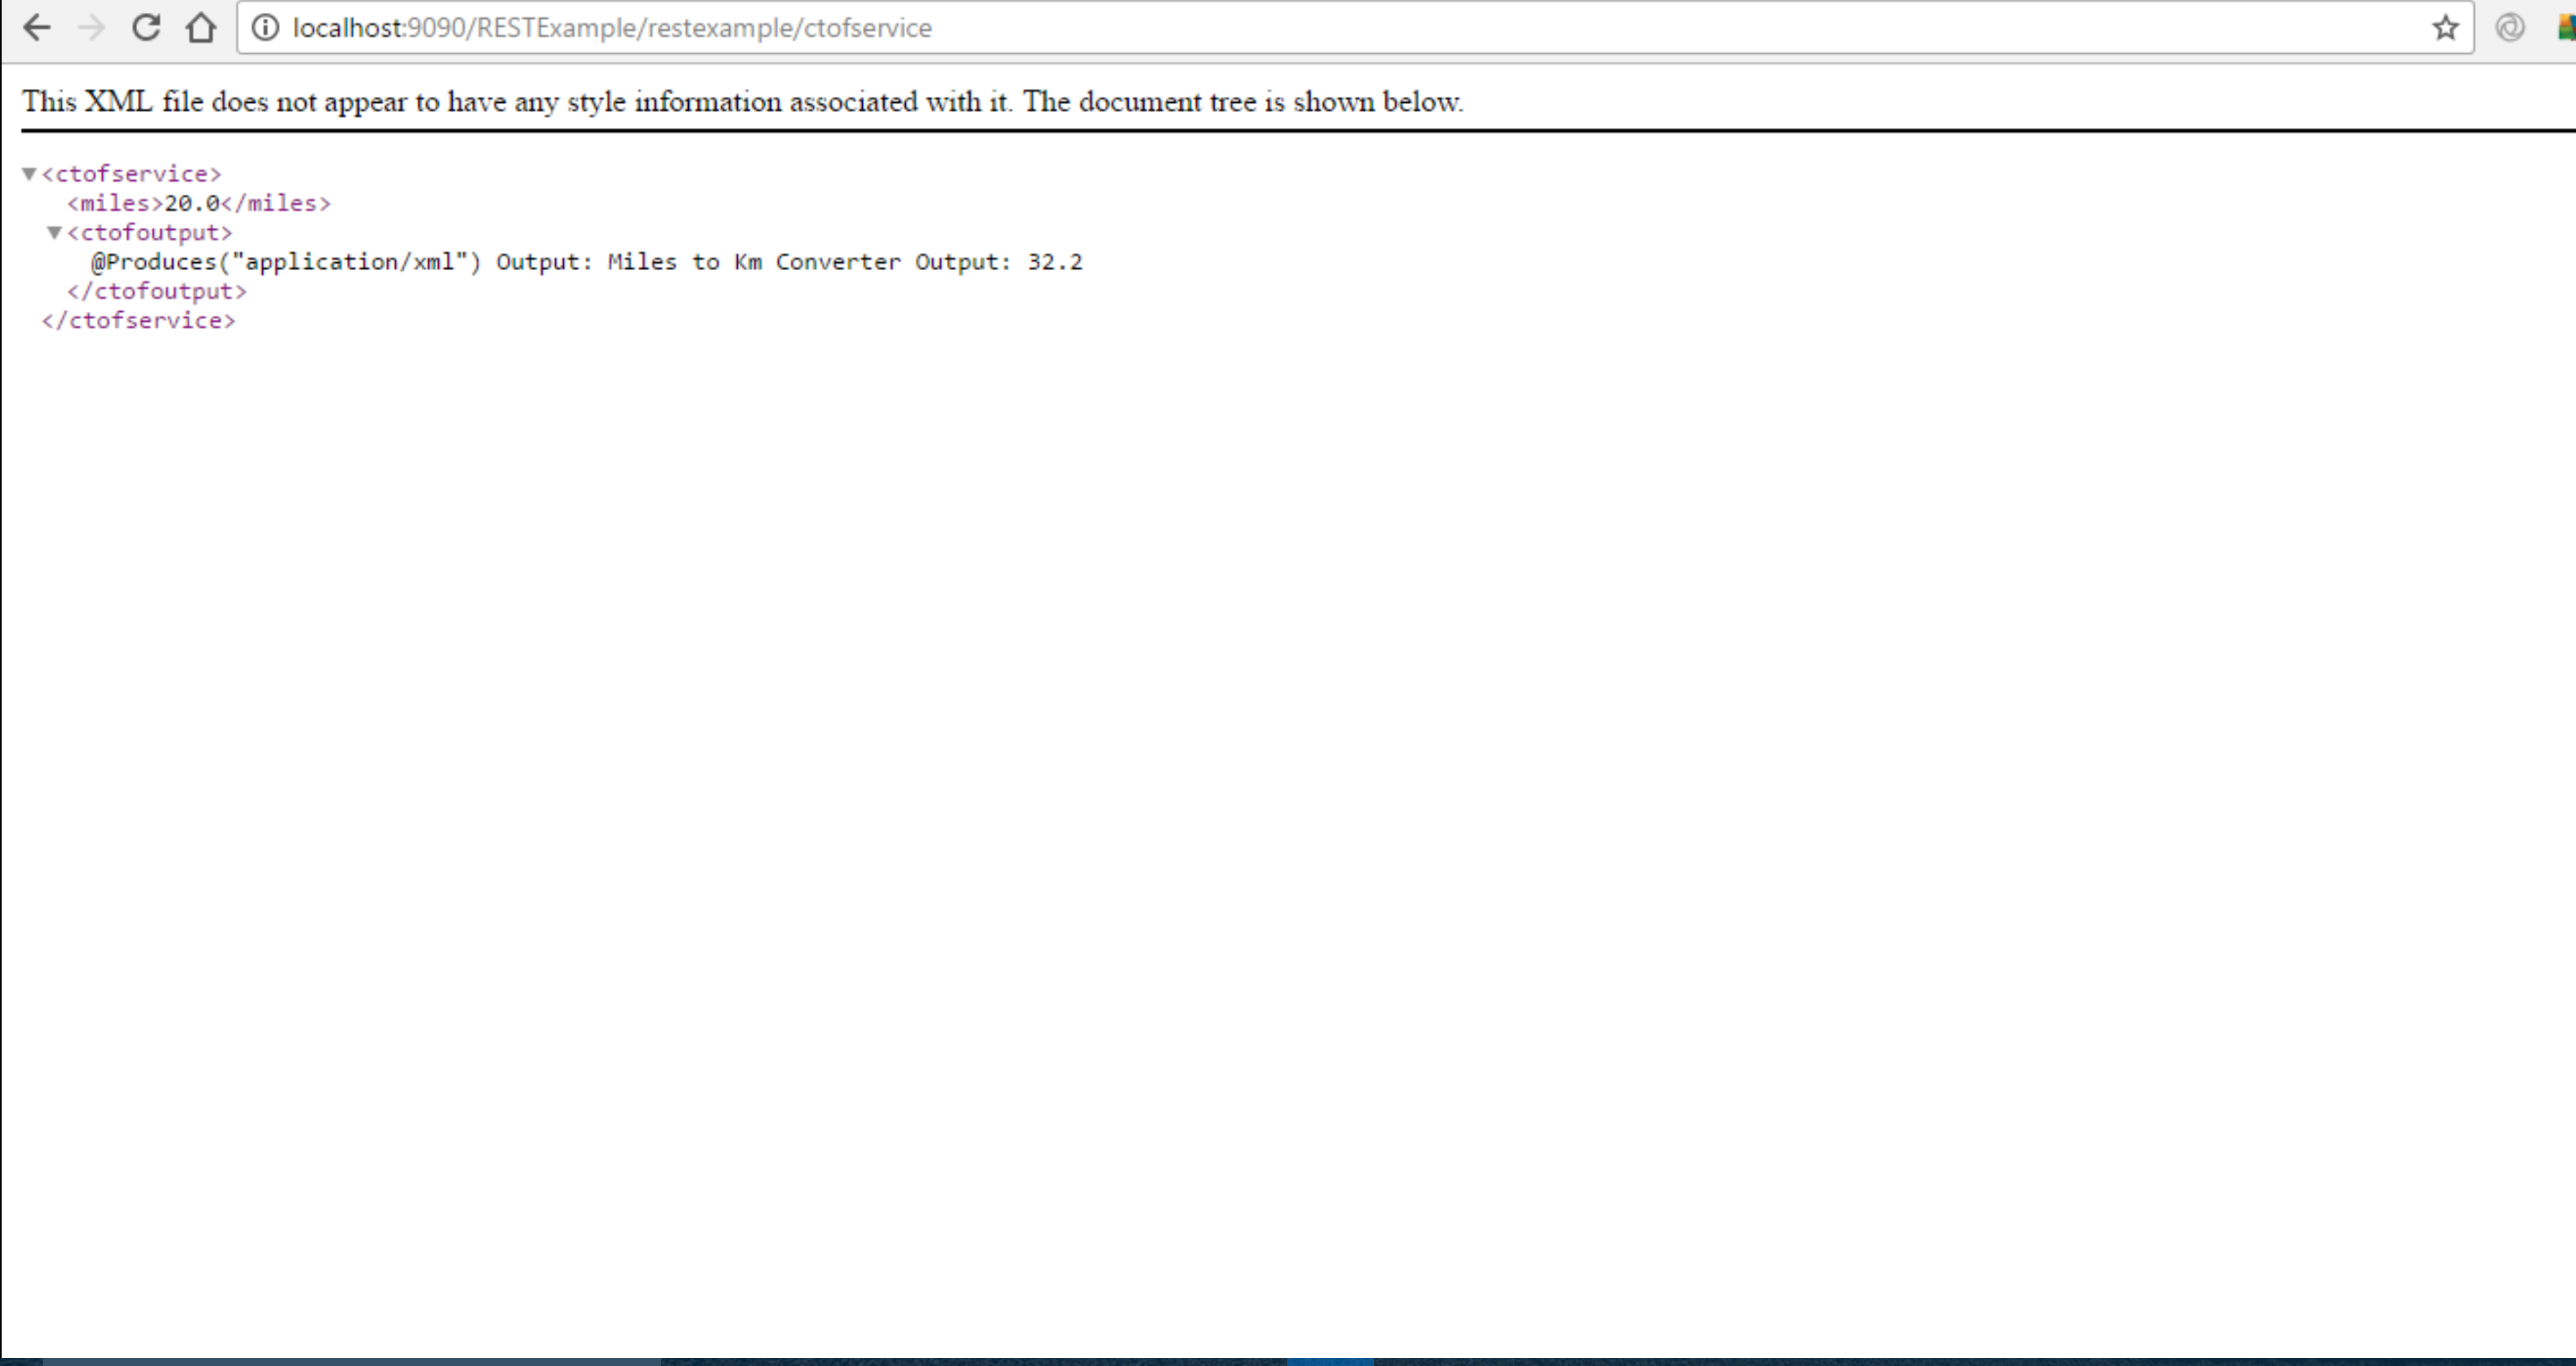 localhost:9090/RESTExample/restexample/ctofservice
This XML file does not appear to have any style information associated with it. The document tree is shown below.
▼<ctofservice>
<miles>20.0</miles>
▼<ctofoutput>
@Produces("application/xml") Output: Miles to Km Converter Output: 32.2
</ctofoutput>
</ctofservice>